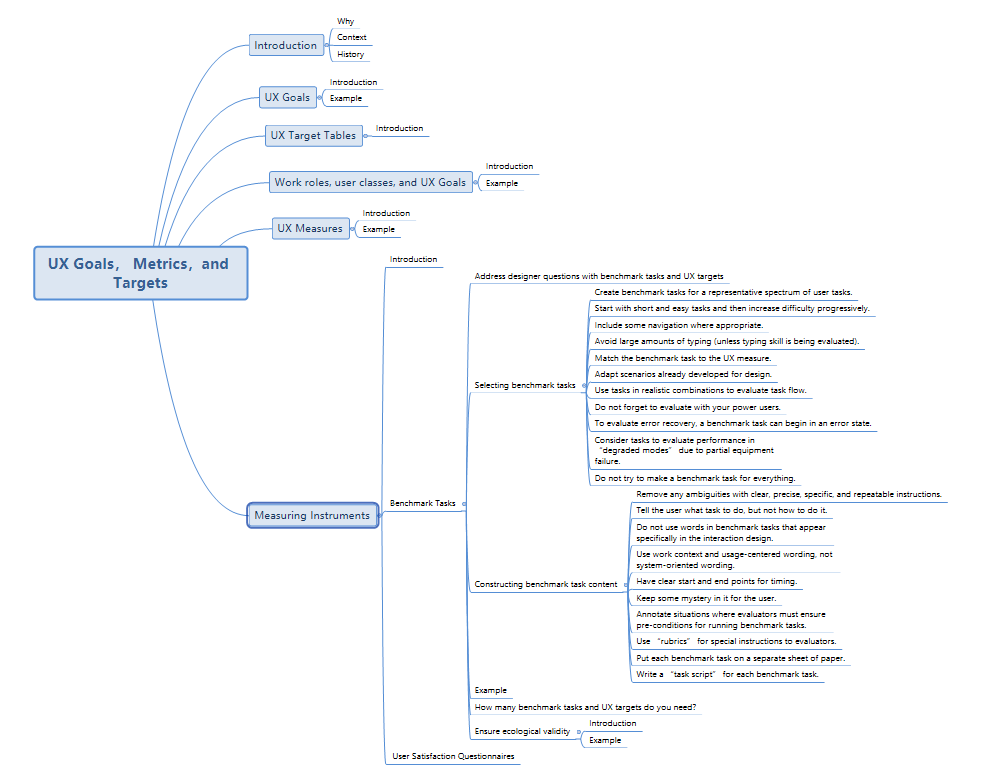 UX Goals, Metrics, and
Targets
Introduction
Why
Context
History
UX Goals
Introduction
Example
UX Target Tables
Introduction
Work roles, user classes, and UX Goals
Introduction
Example
UX Measures
Introduction
Example
Measuring Instruments
Introduction
Benchmark Tasks
Address designer questions with benchmark tasks and UX targets
Selecting benchmark tasks
Create benchmark tasks for a representative spectrum of user tasks.
Start with short and easy tasks and then increase difficulty progressively.
Include some navigation where appropriate.
Avoid large amounts of typing (unless typing skill is being evaluated).
Match the benchmark task to the UX measure.
Adapt scenarios already developed for design.
Use tasks in realistic combinations to evaluate task flow.
Do not forget to evaluate with your power users.
To evaluate error recovery, a benchmark task can begin in an error state.
Consider tasks to evaluate performance in
“degraded modes” due to partial equipment
failure.
Do not try to make a benchmark task for everything.
Constructing benchmark task content
Remove any ambiguities with clear, precise, specific, and repeatable instructions.
Tell the user what task to do, but not how to do it.
Do not use words in benchmark tasks that appear
specifically in the interaction design.
Use work context and usage-centered wording, not
system-oriented wording.
Have clear start and end points for timing.
Keep some mystery in it for the user.
Annotate situations where evaluators must ensure
pre-conditions for running benchmark tasks.
Use “rubrics” for special instructions to evaluators.
Put each benchmark task on a separate sheet of paper.
Write a “task script” for each benchmark task.
Example
How many benchmark tasks and UX targets do you need?
Ensure ecological validity
Introduction
Example
User Satisfaction Questionnaires